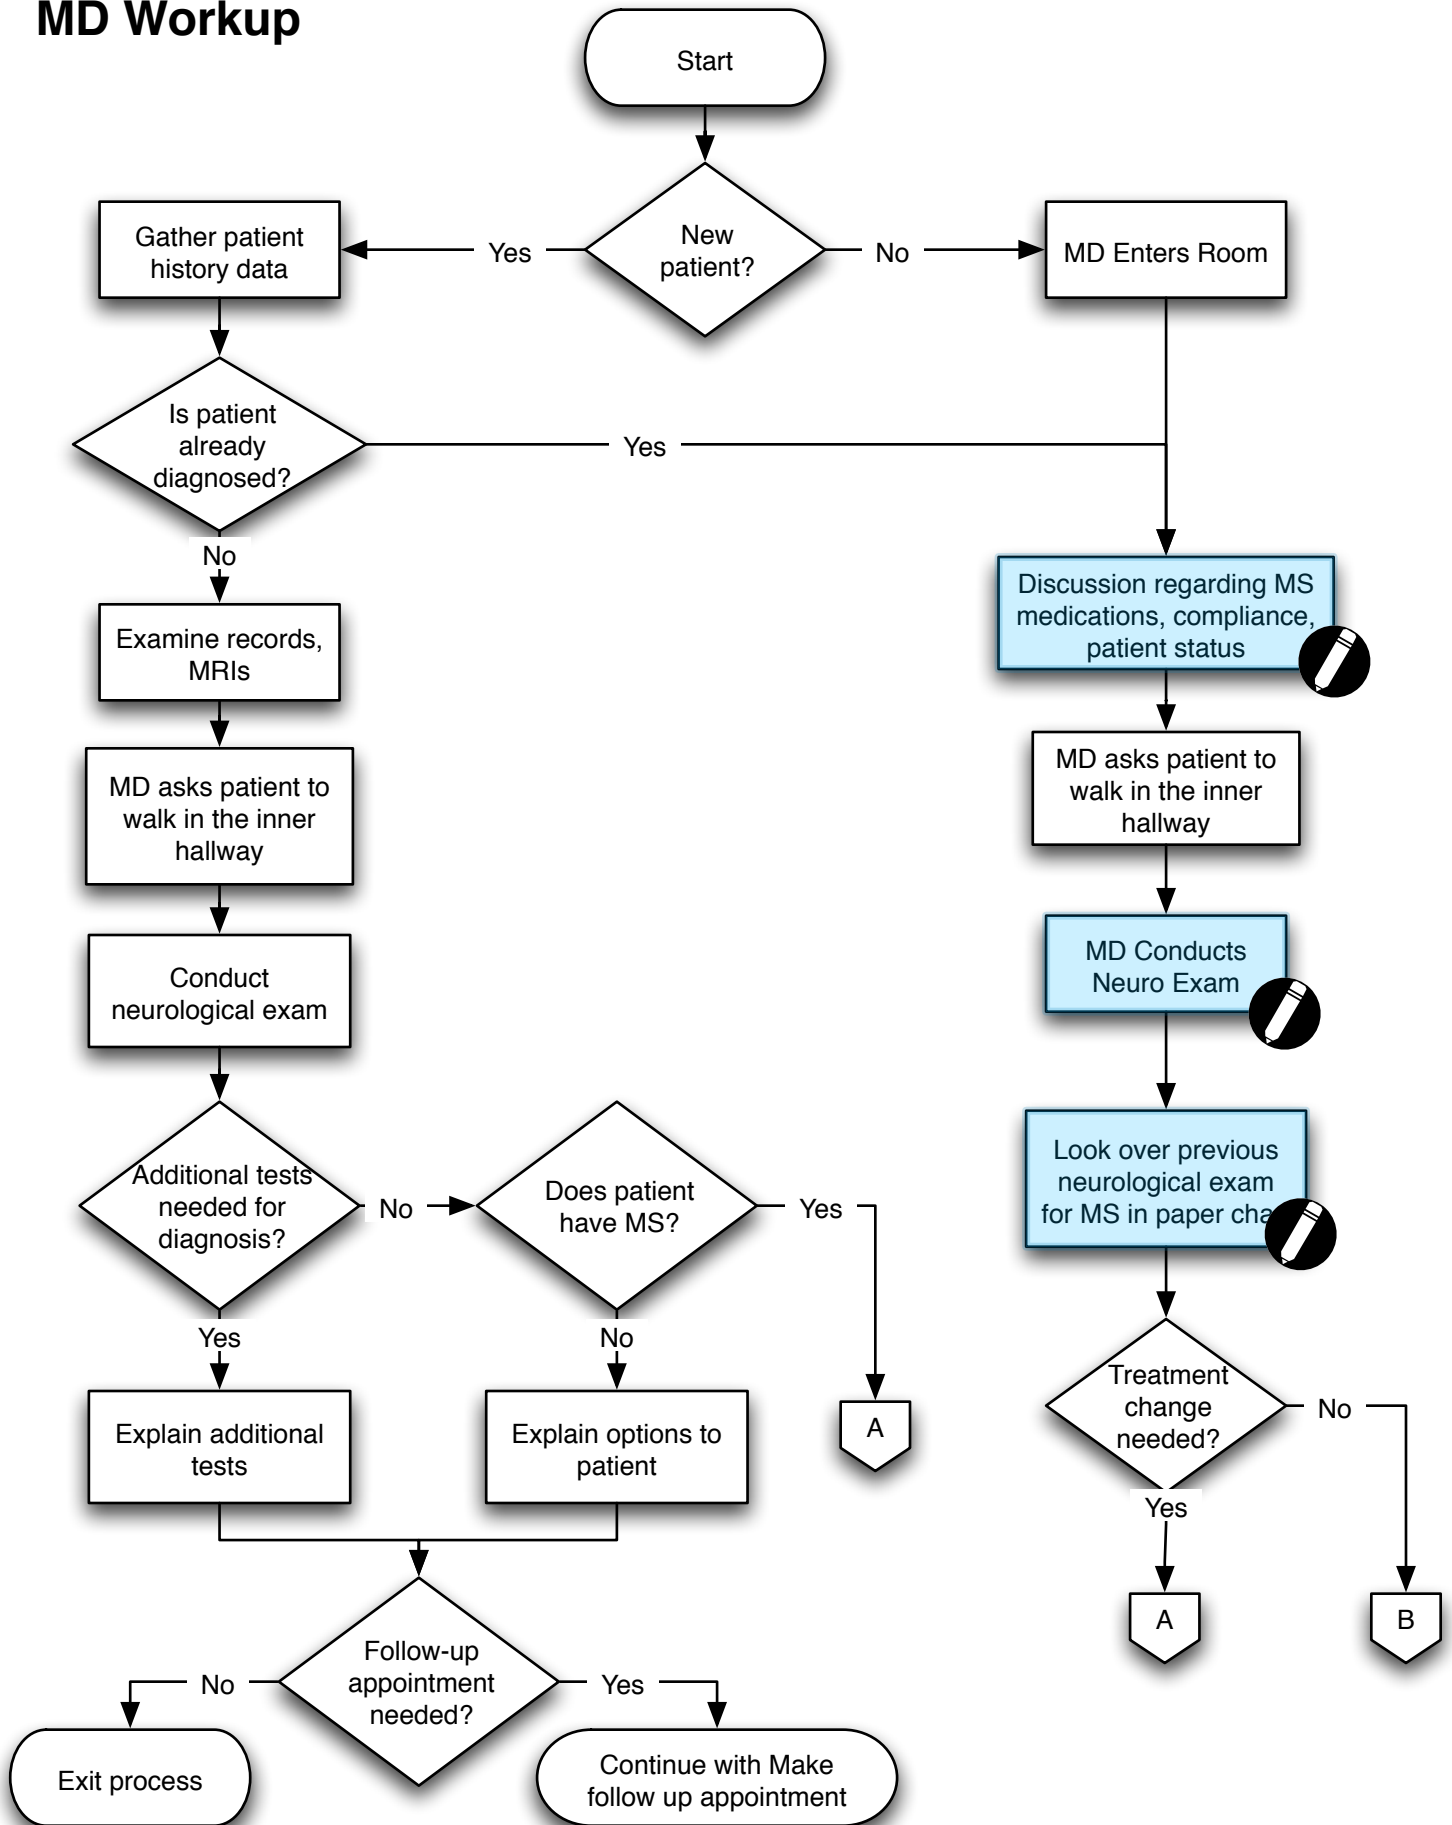 MD Workup
Start
New
patient?
Yes
No
Gather patient
history data
MD Enters Room
Is patient
already
diagnosed?
Yes
No
Examine records,
MRIs
MD asks patient to
walk in the inner
hallway
Conduct
neurological exam
Additional tests
needed for
diagnosis?
No
Does patient
have MS?
Yes
Yes
No
Explain additional
tests
Explain options to
patient
A
Follow-up
appointment
needed?
No
Yes
Exit process
Continue with Make
follow up appointment
Discussion regarding MS
medications, compliance,
patient status
MD asks patient to
walk in the inner
hallway
MD Conducts
Neuro Exam
Look over previous
neurological exam
for MS in paper
Treatment
change
needed?
No
Yes
A
B